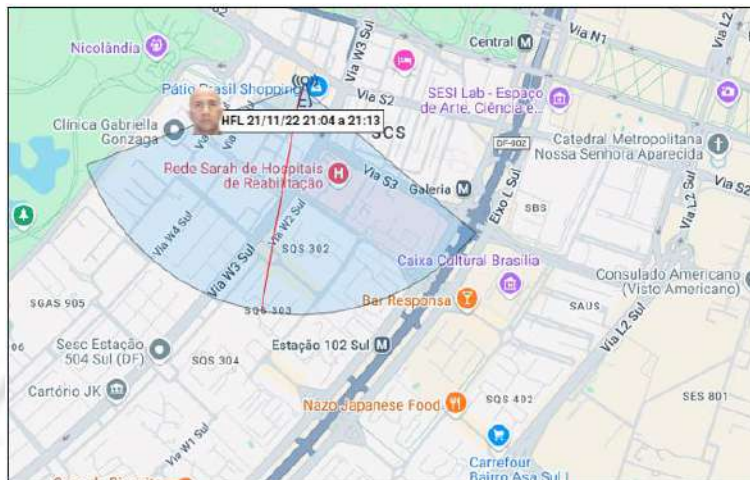 Nicolândia
Via W3 Sul
Central
Via N1
Via L2
Pátio Brasil Shopping
Via S2
SESI Lab - Espaço
de Arte, Ciência e...
HFL 21/11/22 21:04 a 21:13
SCS
DF-002
Clínica Gabriella
Gonzaga
Catedral Metropolitana
Nossa Senhora Aparecida
Rede Sarah de Hospitais
de Reabilitação
Via S3
Galeria
Eixo L Sul
Via L2 Sul
Via S2
SBS
Via W4 Sul
Via W3 Sul
Via W2 Sul
SQS 302
Caixa Cultural Brasília
Consulado Americano
(Visto Americano)
SGAS 905
SQS 303
Bar Responsa
SAUS
Via L2 Sul
06
Sesc Estação
504 Sul (DF)
SQS 304
Estação 102 Sul
Cartório JK
Nazo Japanese Food
SQS 402
SES 801
Via W1 Sul
Carrefour
Bairro Asa Sul